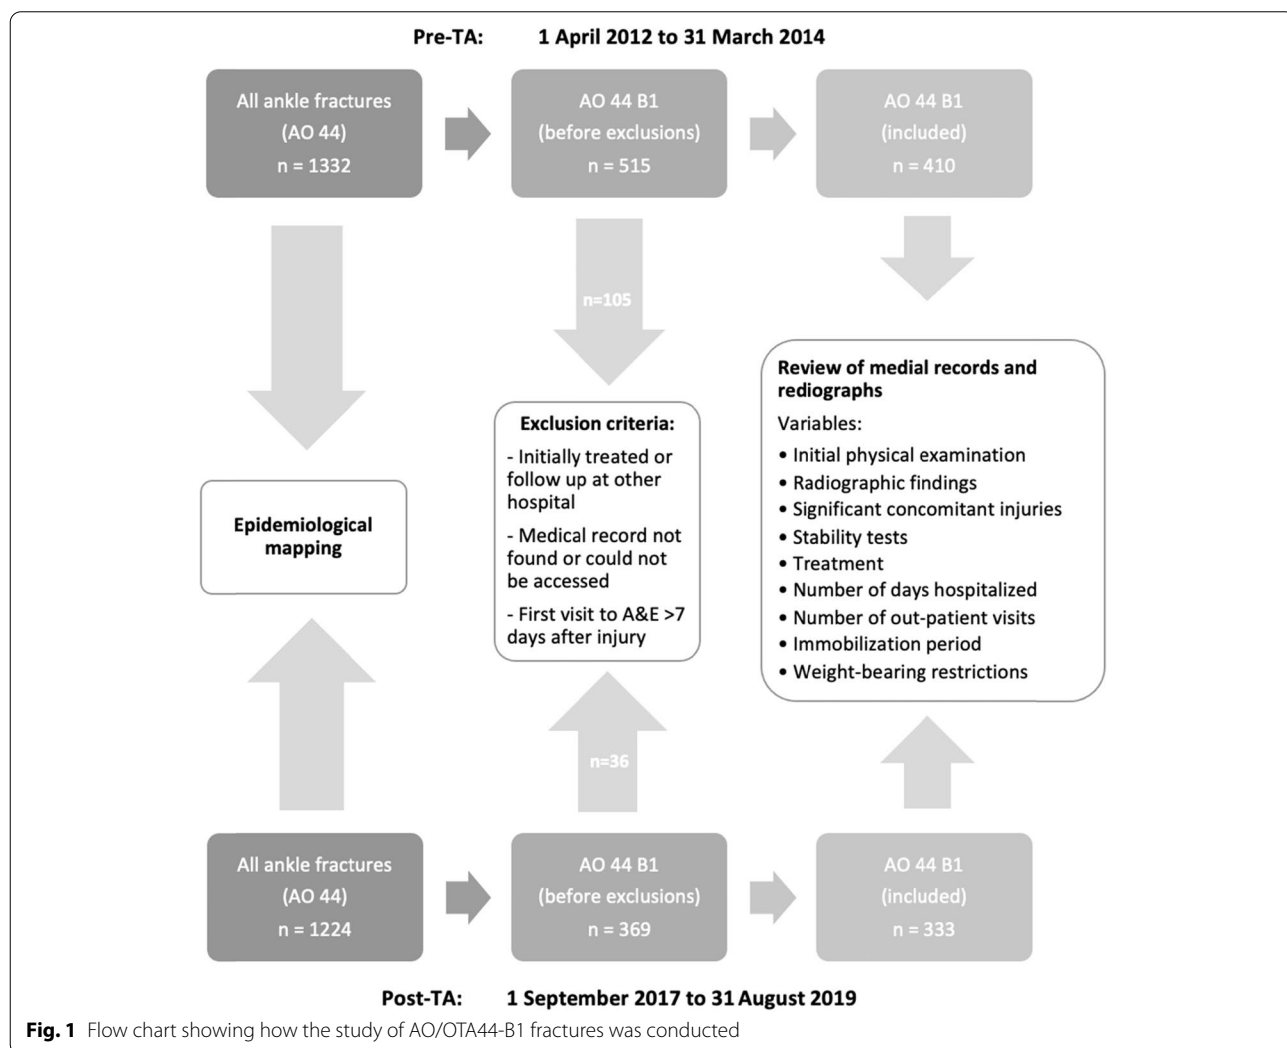 Pre-TA: 1 April 2012 to 31 March 2014
All ankle fractures
(AO 44)
n = 1332
AO 44 B1
(before exclusions)
n = 515
AO 44 B1
(included)
n = 410
n=105
Epidemiological
mapping
Exclusion criteria:
- Initially treated or
follow up at other
hospital
- Medical record not
found or could not
be accessed
- First visit to A&E >7
days after injury
Review of medial records and
rediographs
Variables:
• Initial physical examination
• Radiographic findings
• Significant concomitant injuries
• Stability tests
• Treatment
• Number of days hospitalized
• Number of out-patient visits
• Immobilization period
• Weight-bearing restrictions
n=36
All ankle fractures
(AO 44)
n = 1224
AO 44 B1
(before exclusions)
n = 369
AO 44 B1
(included)
n = 333
Post-TA: 1 September 2017 to 31 August 2019
Fig. 1 Flow chart showing how the study of AO/OTA44-B1 fractures was conducted